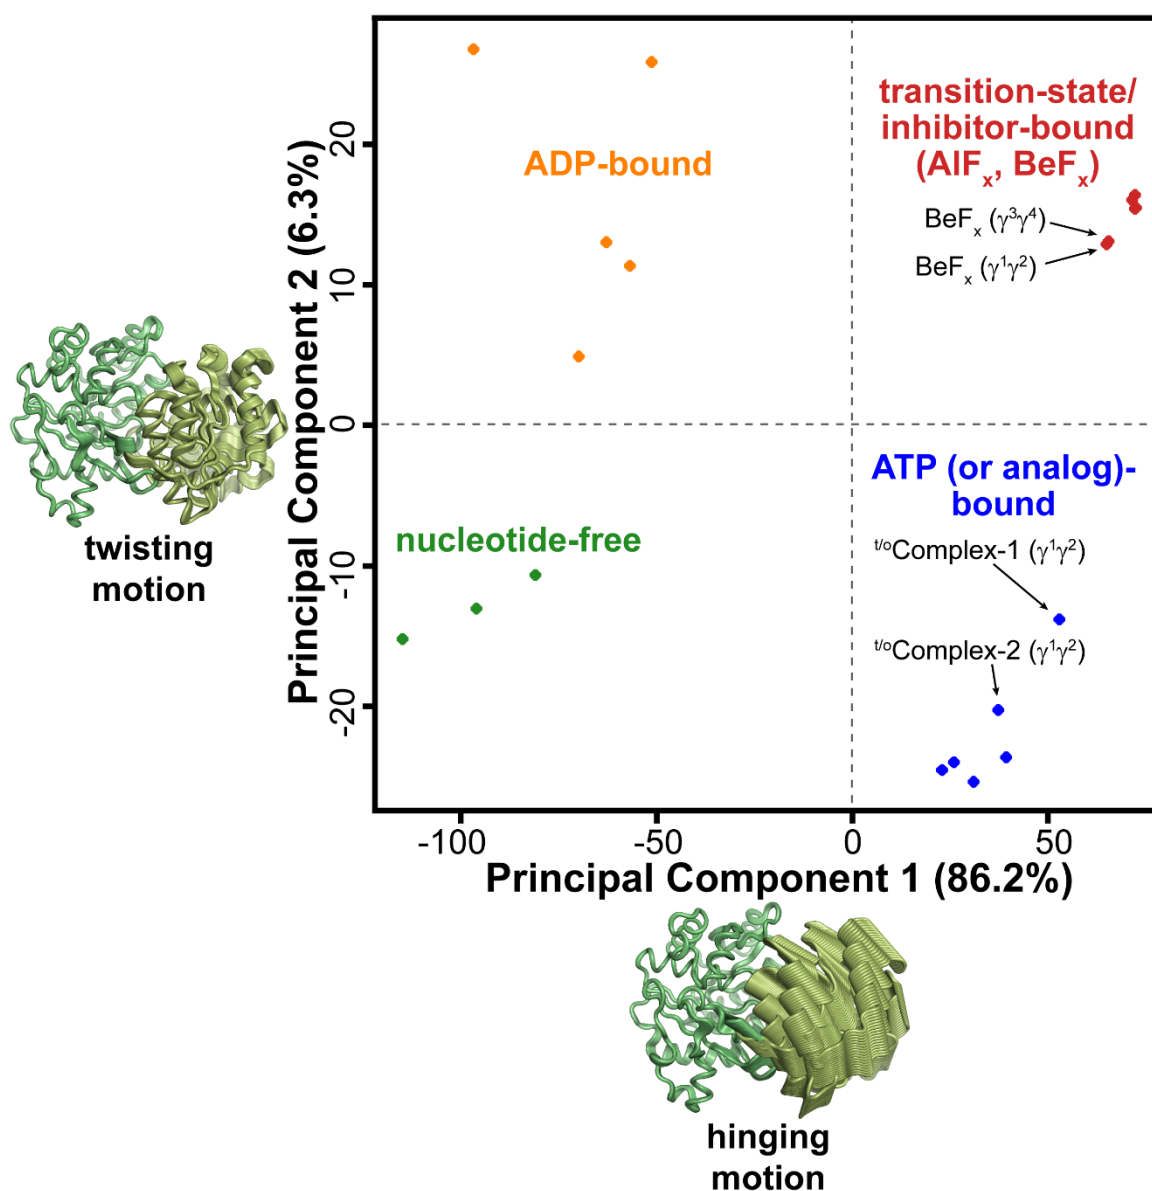 transition-state/
inhibitor-bound
(AlFₓ, BeFₓ)
ADP-bound
BeFₓ (γ³γ⁴)
BeFₓ (γ¹γ²)
ATP (or analog)-
bound
nucleotide-free
ᵗ/ᵒComplex-1 (γ¹γ²)
ᵗ/ᵒComplex-2 (γ¹γ²)
Principal Component 2 (6.3%)
20
10
0
-10
-20
twisting
motion
-100
-50
0
50
Principal Component 1 (86.2%)
hinging
motion